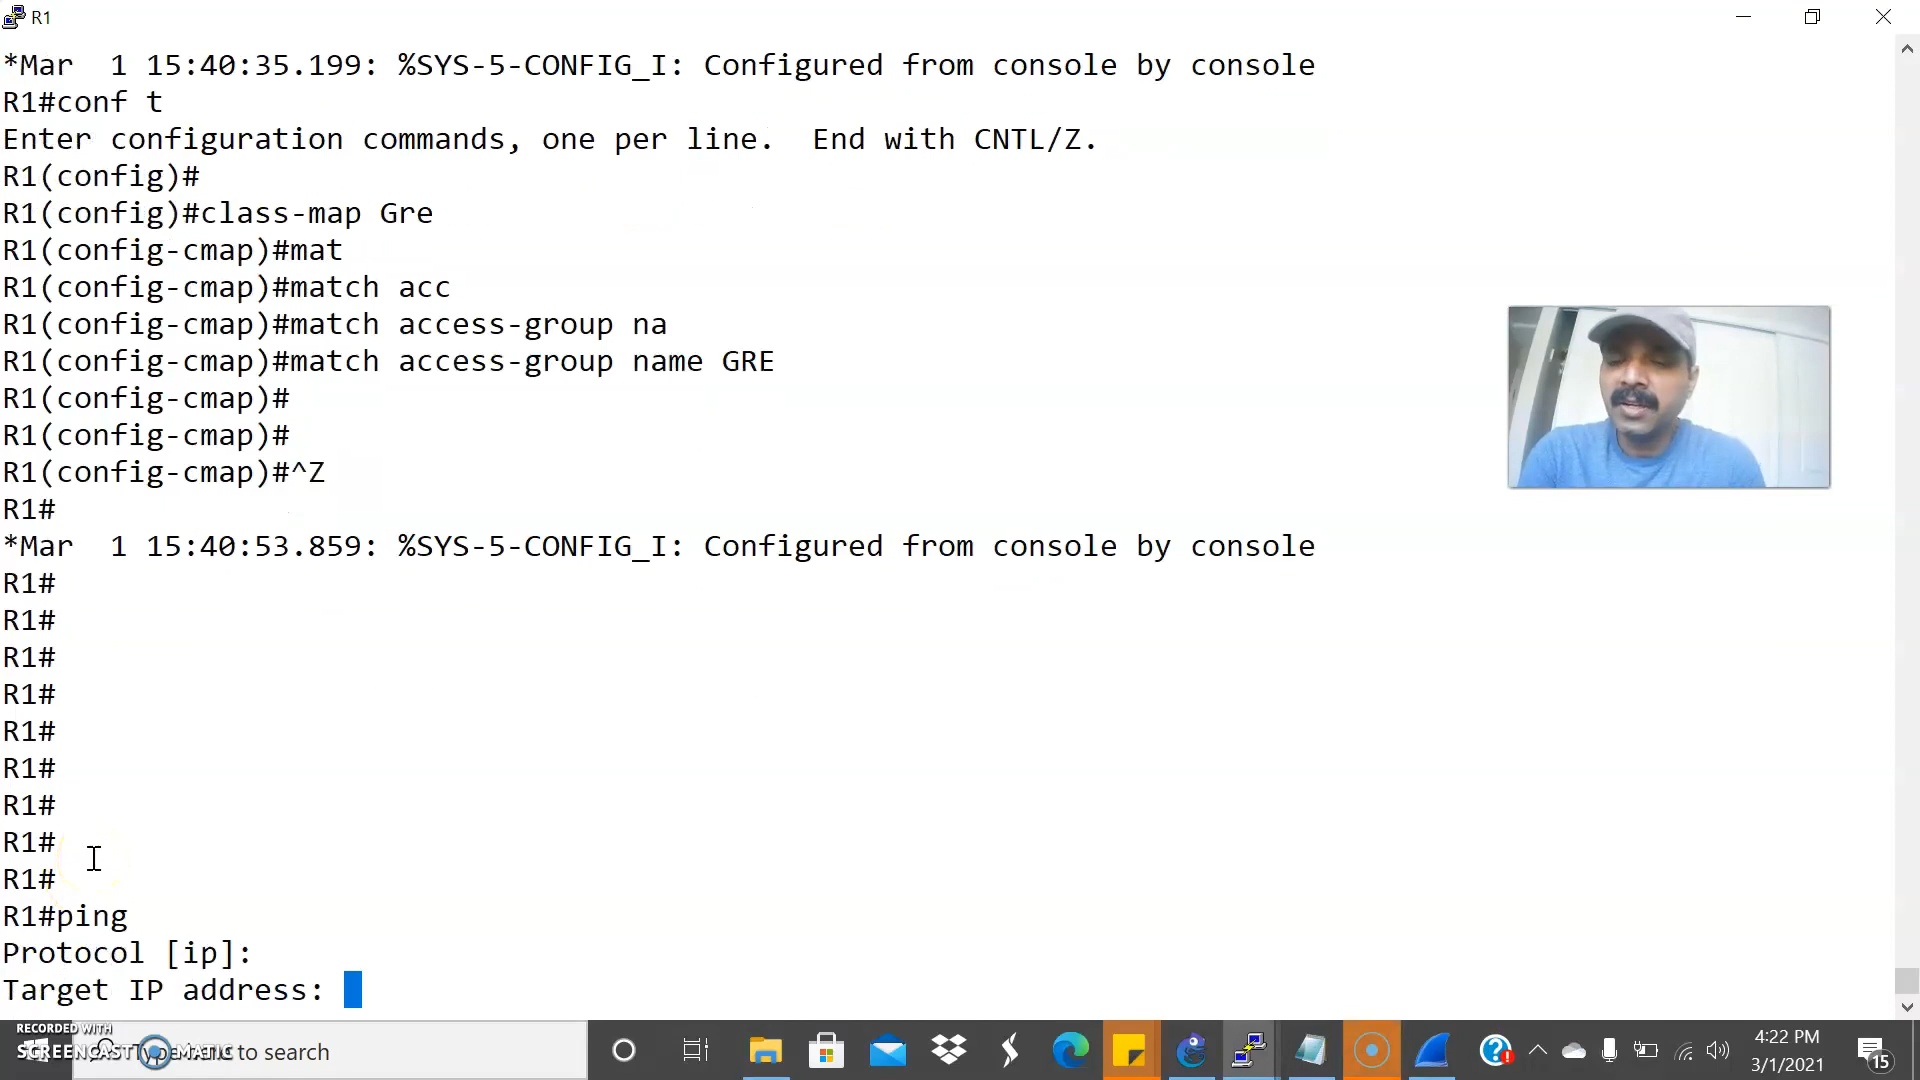 R1
*Mar  1 15:40:35.199: %SYS-5-CONFIG_I: Configured from console by console
R1#conf t
Enter configuration commands, one per line.  End with CNTL/Z.
R1(config)#
R1(config)#class-map Gre
R1(config-cmap)#mat
R1(config-cmap)#match acc
R1(config-cmap)#match access-group na
R1(config-cmap)#match access-group name GRE
R1(config-cmap)#
R1(config-cmap)#
R1(config-cmap)#^Z
R1#
*Mar  1 15:40:53.859: %SYS-5-CONFIG_I: Configured from console by console
R1#
R1#
R1#
R1#
R1#
R1#
R1#
R1#
R1#
R1#ping
Protocol [ip]:
Target IP address:
RECORDED WITH
SCREENCAST MATIC
Type here to search
4:22 PM
3/1/2021
15